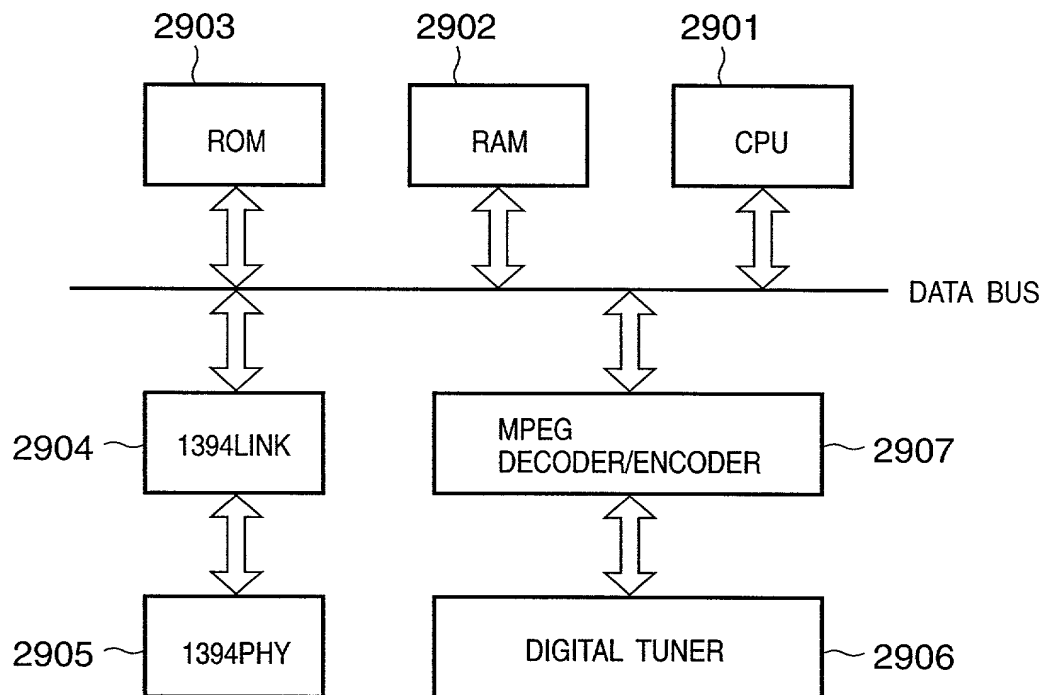 2903
2902
2901
ROM
RAM
CPU
DATA BUS
2904
1394LINK
MPEG
DECODER/ENCODER
2907
2905
1394PHY
DIGITAL TUNER
2906